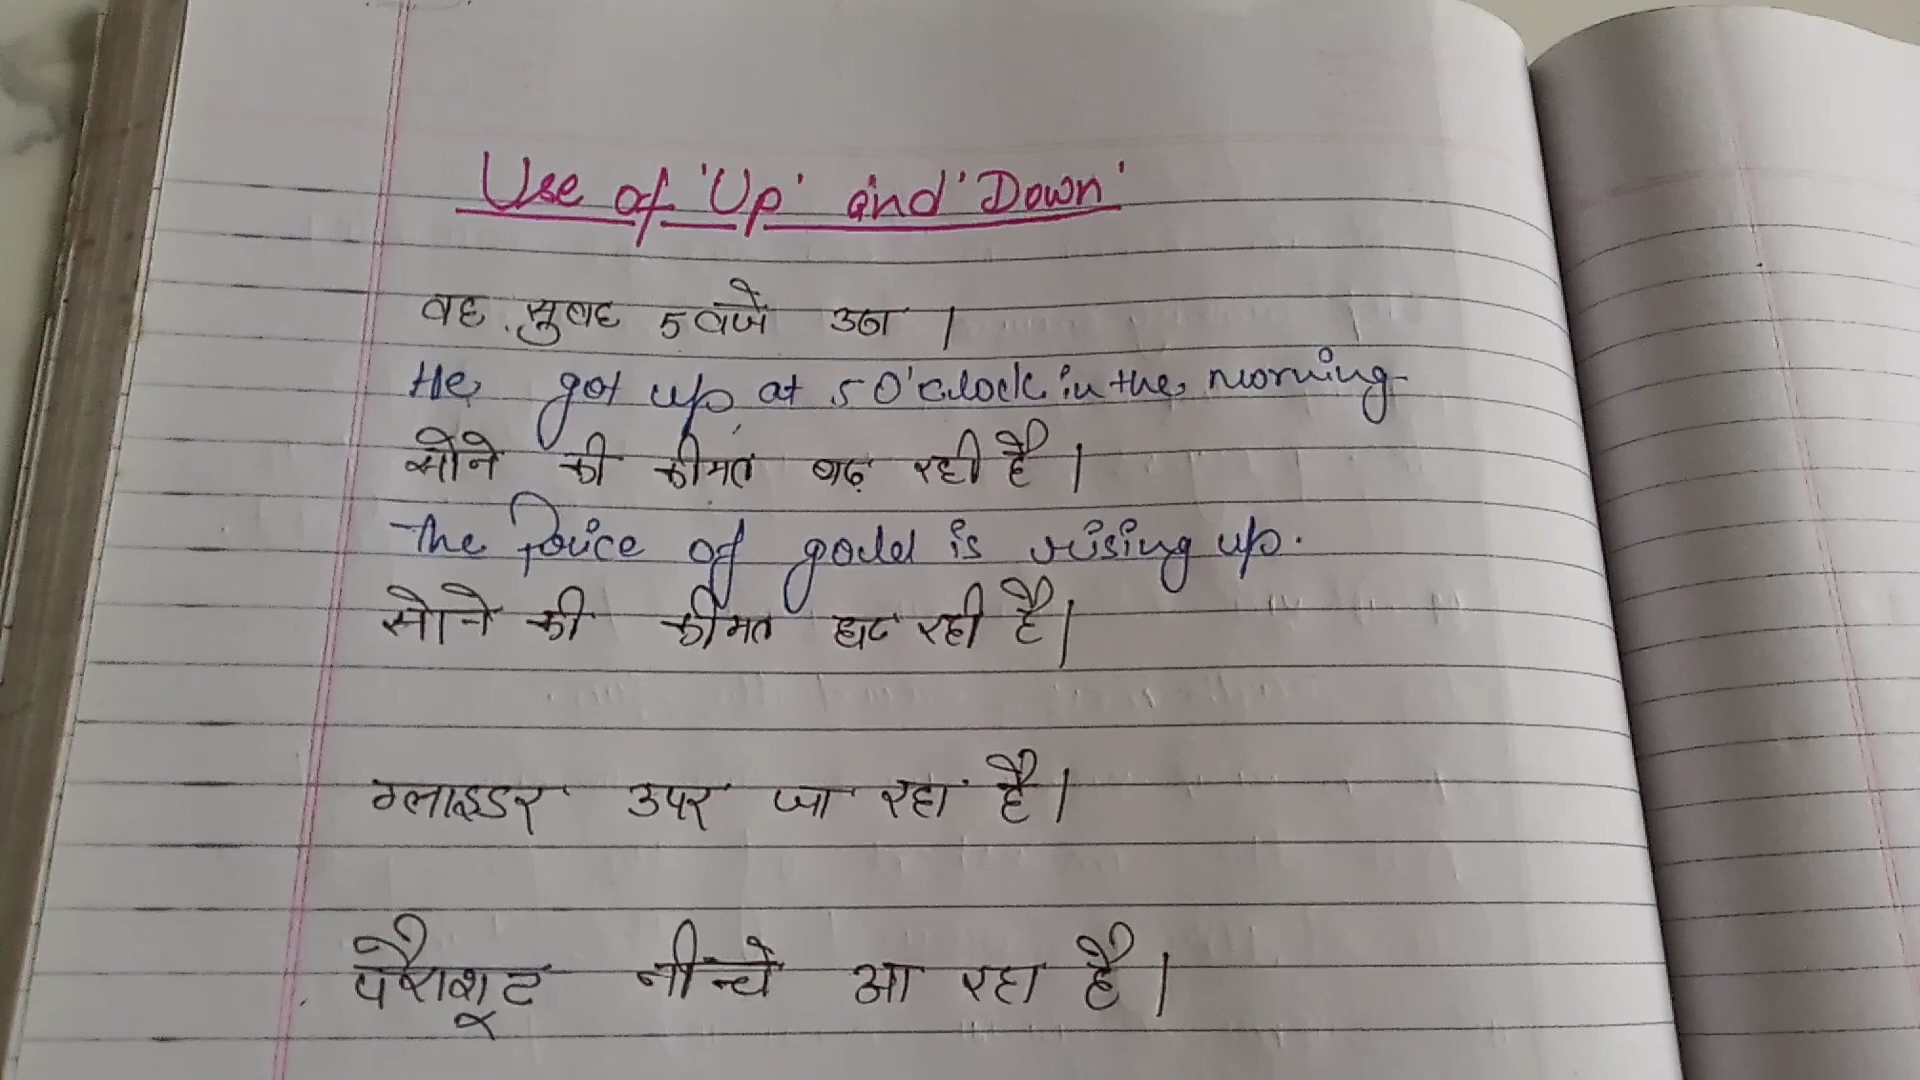 Use of 'Up' and 'Down'
वह सुबह 5 बजे उठा ।
He got up at 5 O'clock in the morning.
सोने की कीमत बढ़ रही है ।
The Price of gold is rising up.
सोने की कीमत घट रही है।
ग्लाइडर उपर जा रहा है।
पैराशूट नीचे आ रहा है ।